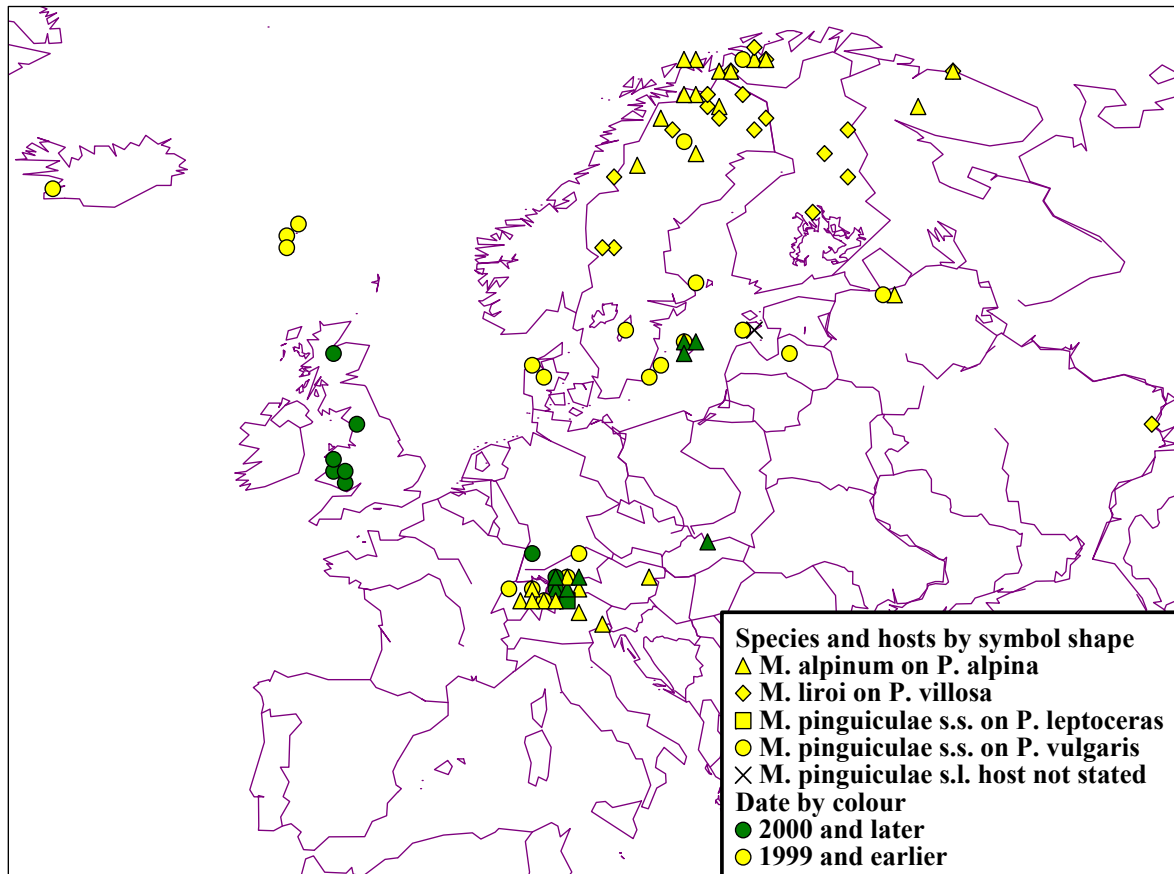 Species and hosts by symbol shape
M. alpinum on P. alpina
M. liroi on P. villosa
M. pinguiculae s.s. on P. leptoceras
M. pinguiculae s.s. on P. vulgaris
M. pinguiculae s.l. host not stated
Date by colour
2000 and later
1999 and earlier